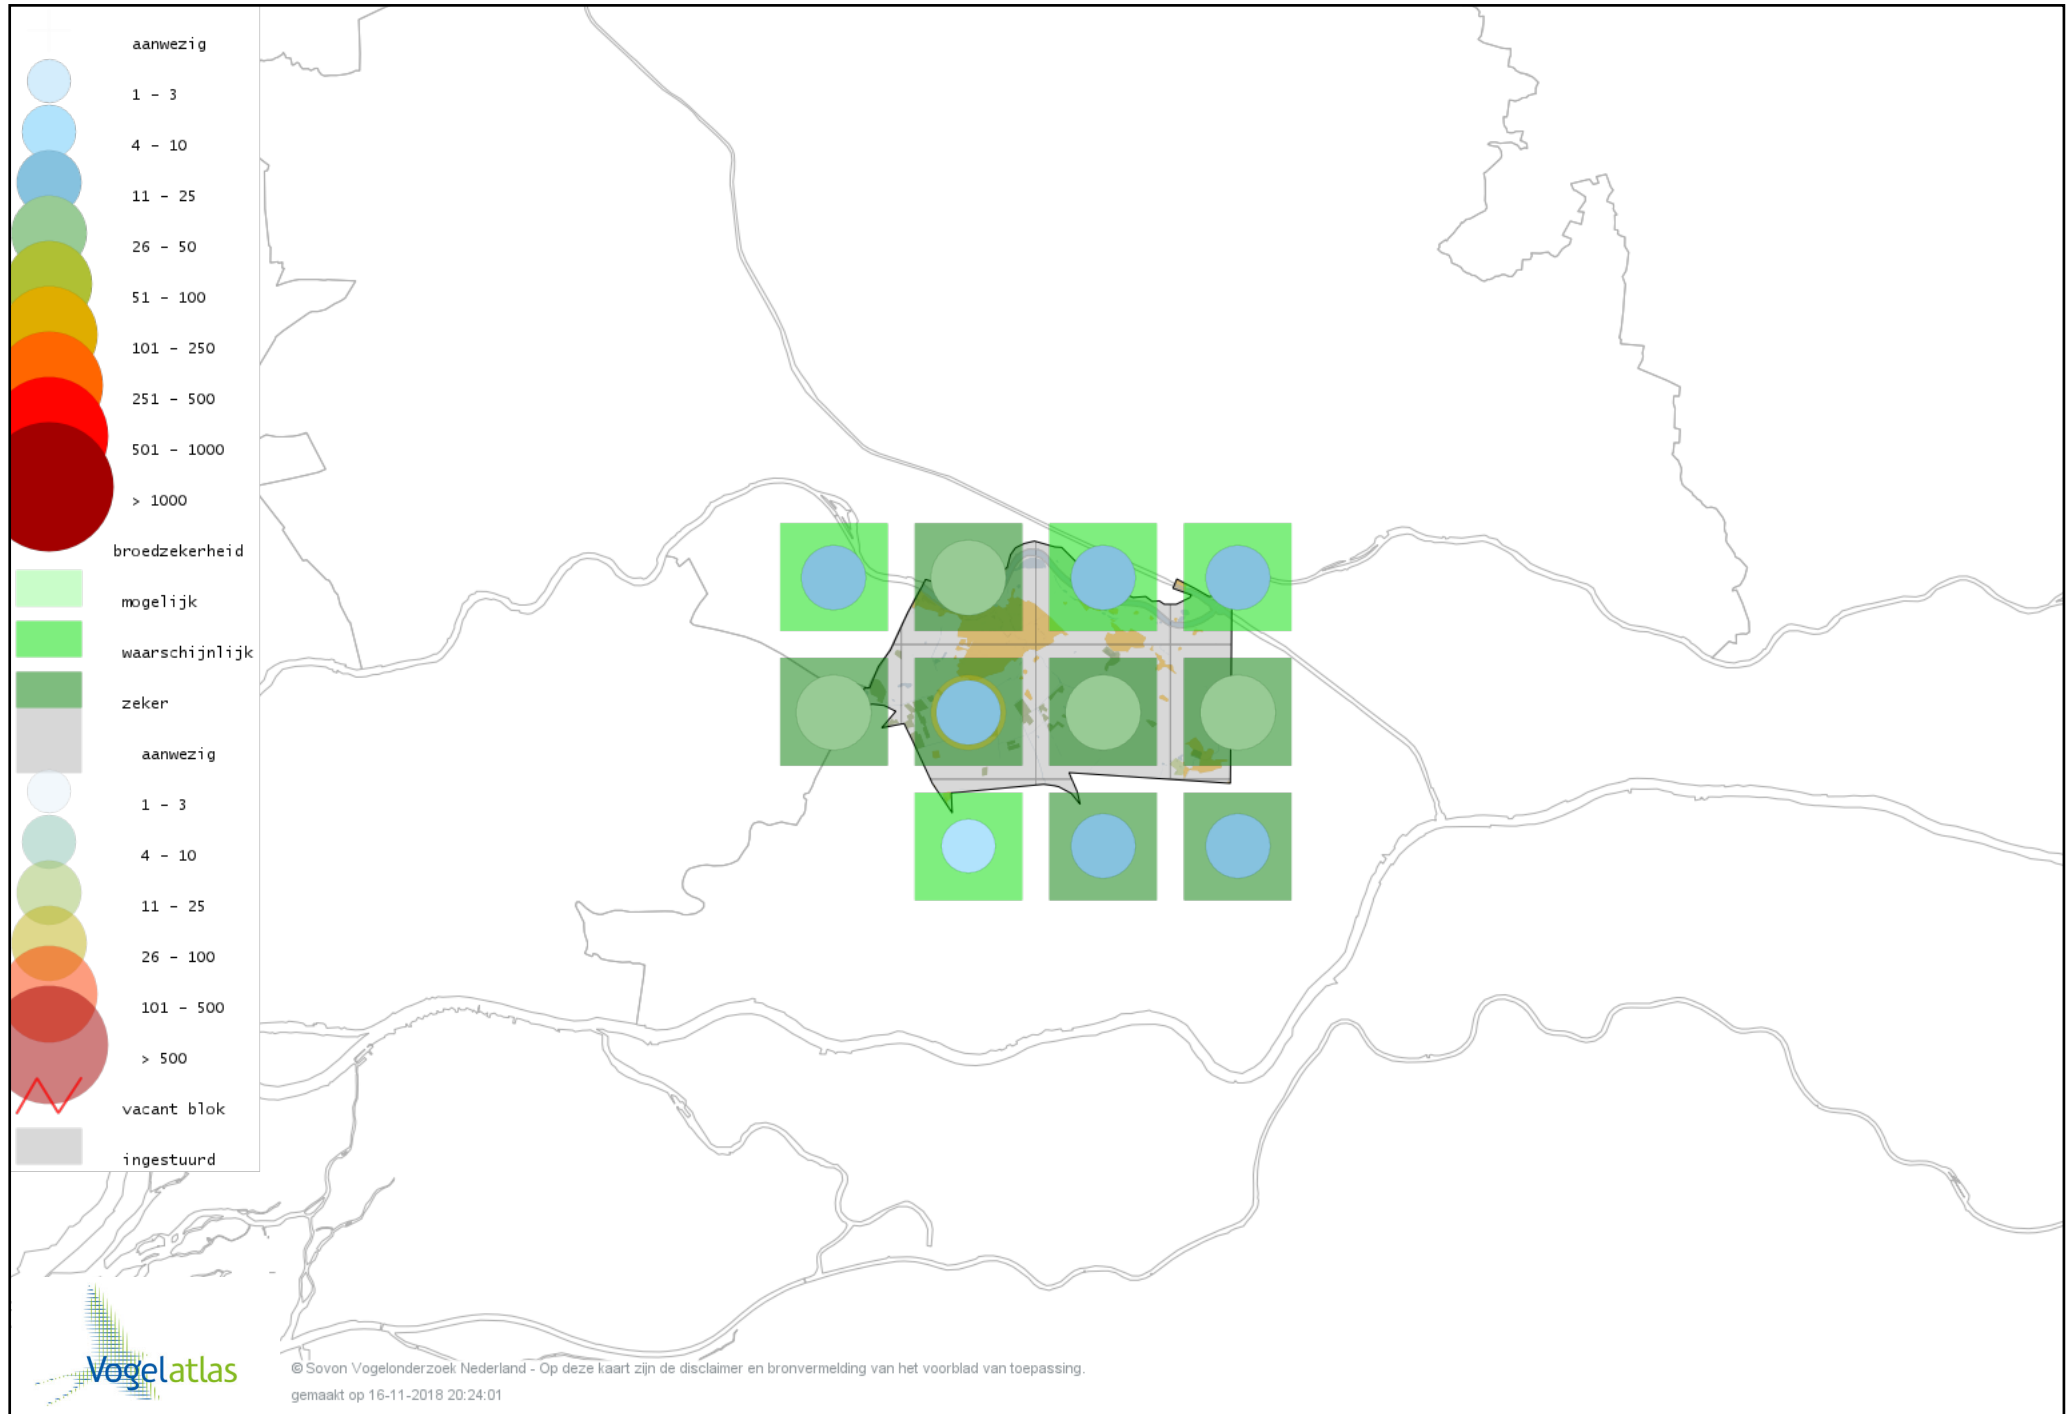 aanwezig
1 - 3
4 - 10
11 - 25
26 - 50
51 - 100
101 - 250
251 - 500
501 - 1000
> 1000
broedzekerheid
mogelijk
waarschijnlijk
zeker
aanwezig
1 - 3
4 - 10
11 - 25
26 - 100
101 - 500
> 500
vacant blok
ingestuurd
Vogelatlas
© Sovon Vogelonderzoek Nederland - Op deze kaart zijn de disclaimer en bronvermelding van het voorblad van toepassing.
gemaakt op 16-11-2018 20:24:01